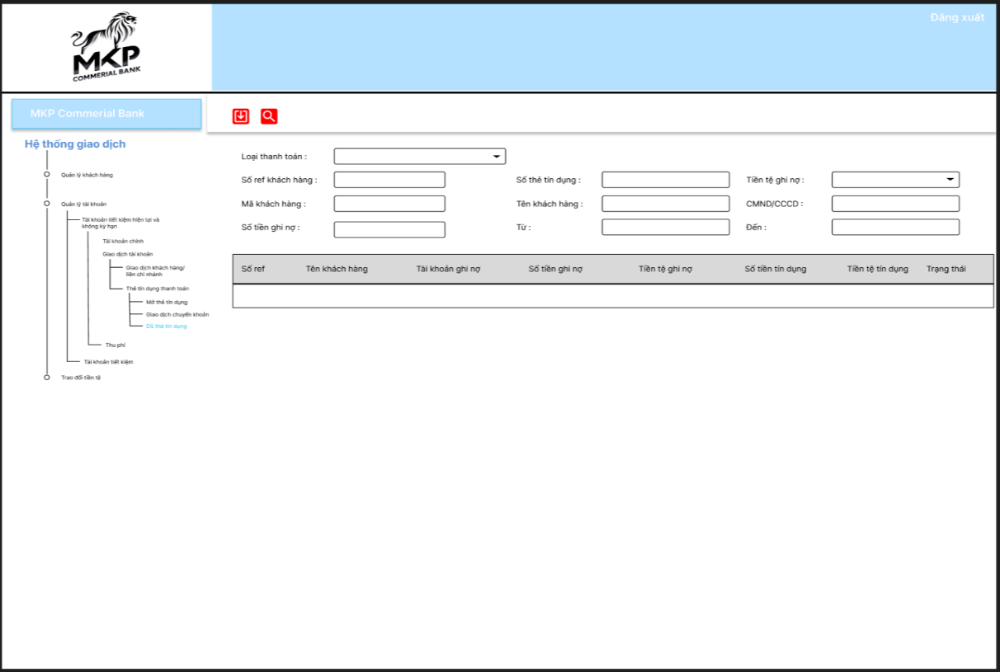 Đăng xuất
MKP
COMMERIAL BANK
MKP Commerial Bank
Hệ thống giao dịch
Quản lý khách hàng
Quản lý tài khoản
Tài khoản tiết kiệm hiện tại và
không kỳ hạn
Tài khoản chính
Giao dịch tài khoản
Giao dịch khách hàng/
liên chi nhánh
Thẻ tín dụng thanh toán
Mở thẻ tín dụng
Giao dịch chuyển khoản
DS thẻ tín dụng
Thu phí
Tài khoản tiết kiệm
Trao đổi tiền tệ
Loại thanh toán :
Số ref khách hàng : Số thẻ tín dụng : Tiền tệ ghi nợ :
Mã khách hàng : Tên khách hàng : CMND/CCCD :
Số tiền ghi nợ : Từ : Đến :
Số ref Tên khách hàng Tài khoản ghi nợ Số tiền ghi nợ Tiền tệ ghi nợ Số tiền tín dụng Tiền tệ tín dụng Trạng thái